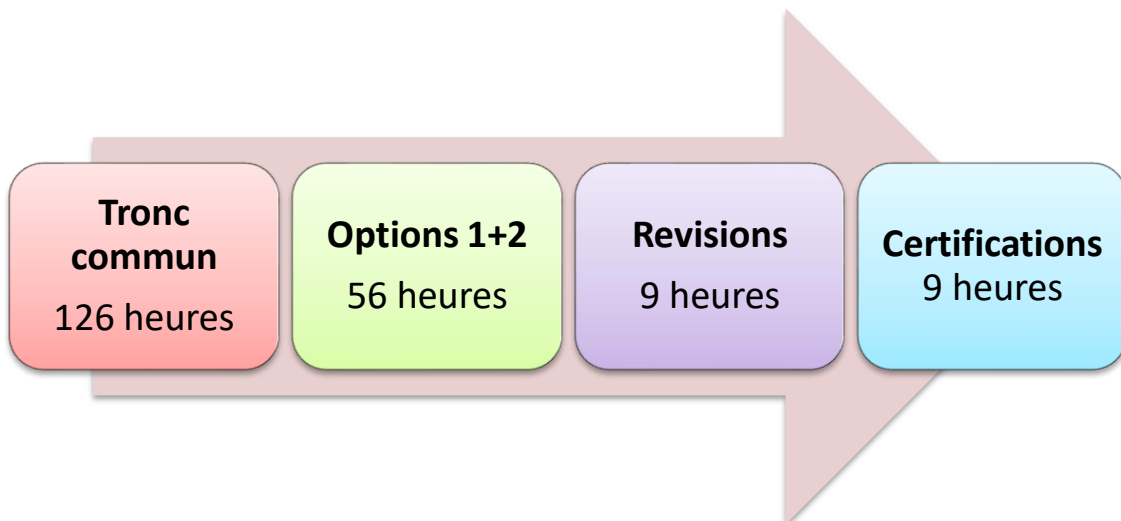 Tronc
commun
126 heures
Options 1+2
56 heures
Revisions
9 heures
Certifications
9 heures